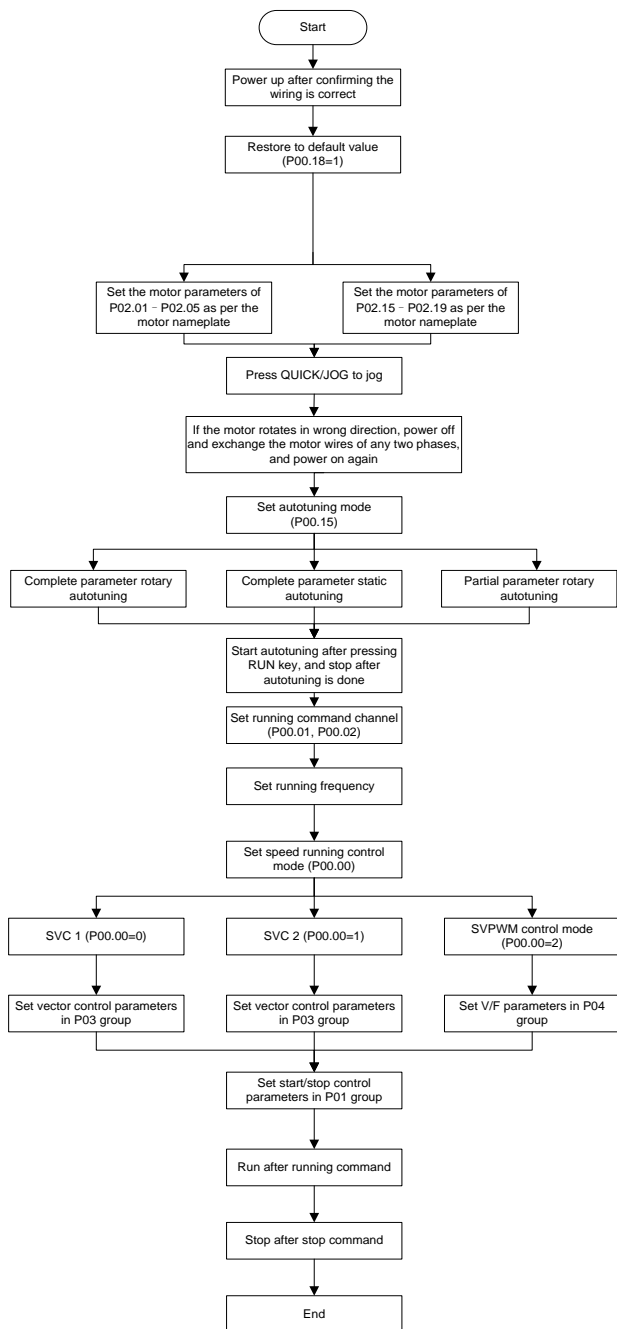 Start
Power up after confirming the
wiring is correct
Restore to default value
(P00.18=1)
Set the motor parameters of
P02.01–P02.05 as per the
motor nameplate
Set the motor parameters of
P02.15–P02.19 as per the
motor nameplate
Press QUICK/JOG to jog
If the motor rotates in wrong direction, power off
and exchange the motor wires of any two phases,
and power on again
Set autotuning mode
(P00.15)
Complete parameter rotary
autotuning
Complete parameter static
autotuning
Partial parameter rotary
autotuning
Start autotuning after pressing
RUN key, and stop after
autotuning is done
Set running command channel
(P00.01, P00.02)
Set running frequency
Set speed running control
mode (P00.00)
SVC 1 (P00.00=0)
SVC 2 (P00.00=1)
SVPWM control mode
(P00.00=2)
Set vector control parameters
in P03 group
Set vector control parameters
in P03 group
Set V/F parameters in P04
group
Set start/stop control
parameters in P01 group
Run after running command
Stop after stop command
End